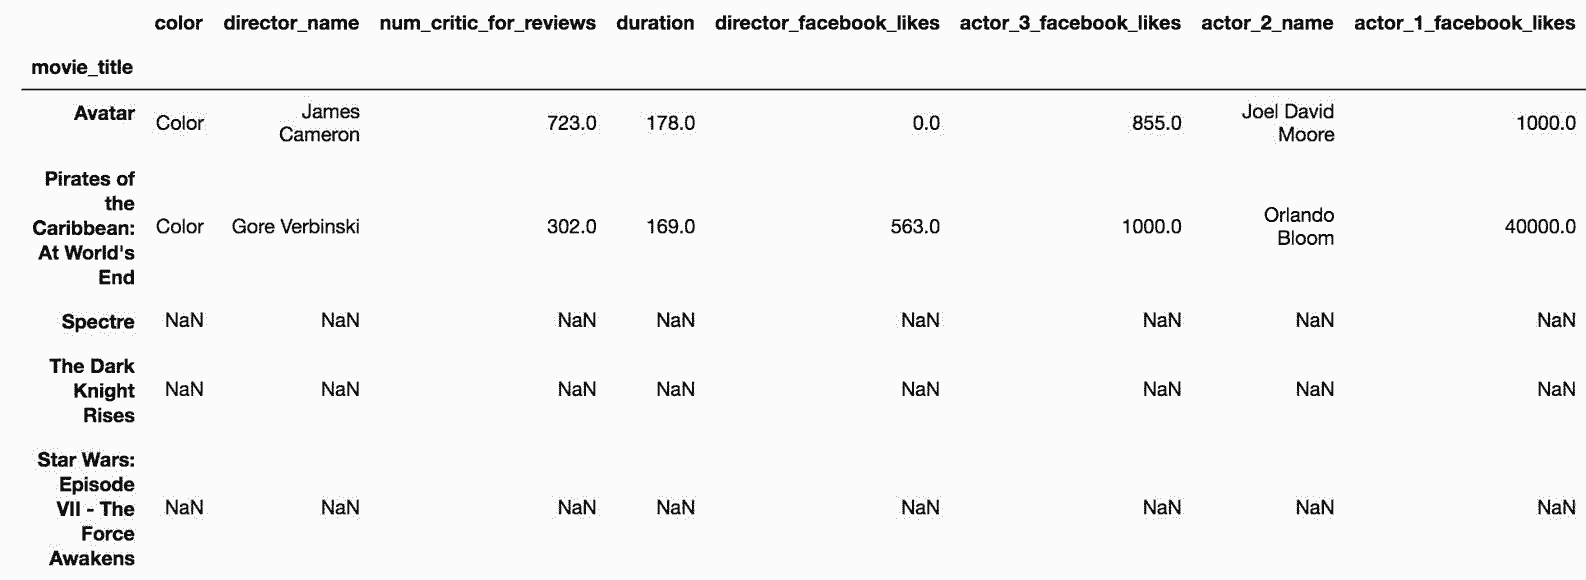 color director_name num_critic_for_reviews duration director_facebook_likes actor_3_facebook_likes actor_2_name actor_1_facebook_likes
movie_title
Avatar Color James Cameron 723.0 178.0 0.0 855.0 Joel David Moore 1000.0
Pirates of the Caribbean: At World's End Color Gore Verbinski 302.0 169.0 563.0 1000.0 Orlando Bloom 40000.0
Spectre NaN NaN NaN NaN NaN NaN NaN NaN
The Dark Knight Rises NaN NaN NaN NaN NaN NaN NaN NaN
Star Wars: Episode VII - The Force Awakens NaN NaN NaN NaN NaN NaN NaN NaN